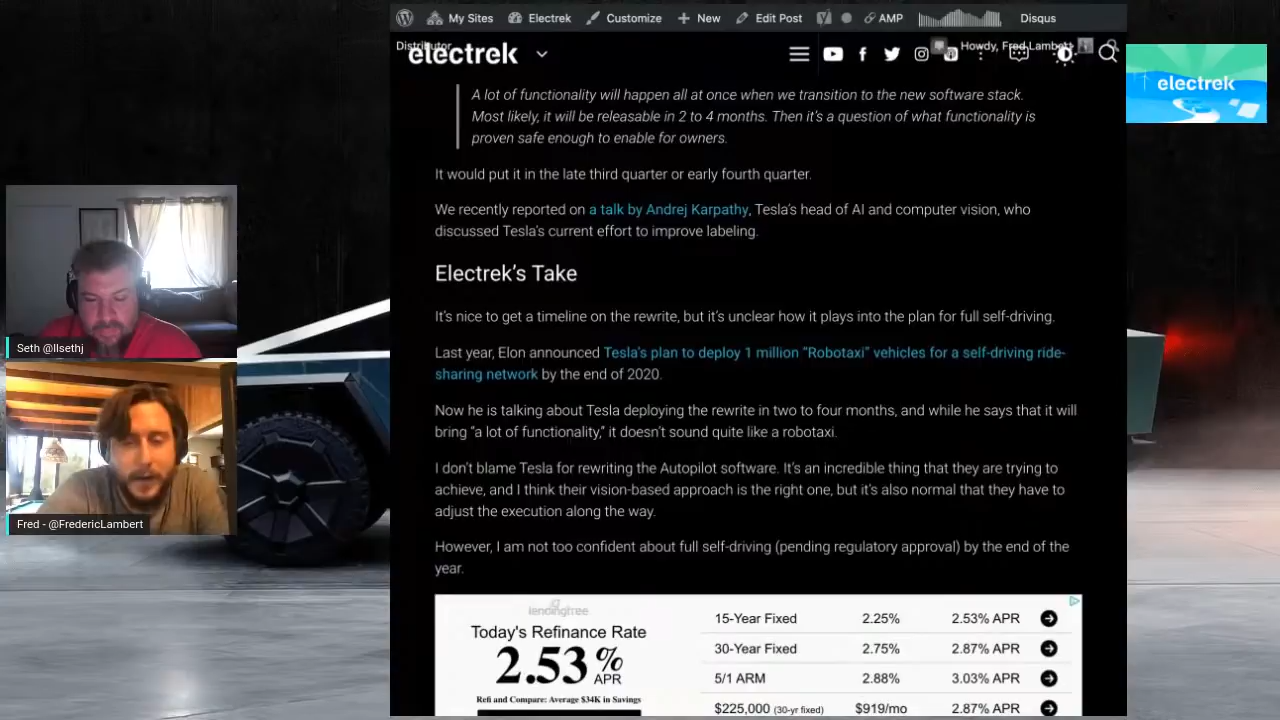 My Sites Electrek Customize New Edit Post AMP Disqus
Distributor
Howdy, Fred Lambert
electrek
electrek
A lot of functionality will happen all at once when we transition to the new software stack.
Most likely, it will be releasable in 2 to 4 months. Then it's a question of what functionality is
proven safe enough to enable for owners.
It would put it in the late third quarter or early fourth quarter.
We recently reported on a talk by Andrej Karpathy, Tesla's head of AI and computer vision, who
discussed Tesla's current effort to improve labeling.
Electrek's Take
It's nice to get a timeline on the rewrite, but it's unclear how it plays into the plan for full self-driving.
Seth @llsethj
Last year, Elon announced Tesla's plan to deploy 1 million “Robotaxi” vehicles for a self-driving ride-
sharing network by the end of 2020.
Now he is talking about Tesla deploying the rewrite in two to four months, and while he says that it will
bring “a lot of functionality,” it doesn't sound quite like a robotaxi.
I don't blame Tesla for rewriting the Autopilot software. It's an incredible thing that they are trying to
achieve, and I think their vision-based approach is the right one, but it's also normal that they have to
adjust the execution along the way.
Fred - @FredericLambert
However, I am not too confident about full self-driving (pending regulatory approval) by the end of the
year.
lendingtree
Today's Refinance Rate
2.53% APR
Refi and Compare: Average $34K in Savings
15-Year Fixed 2.25% 2.53% APR
30-Year Fixed 2.75% 2.87% APR
5/1 ARM 2.88% 3.03% APR
$225,000 (30-yr fixed) $919/mo 2.87% APR